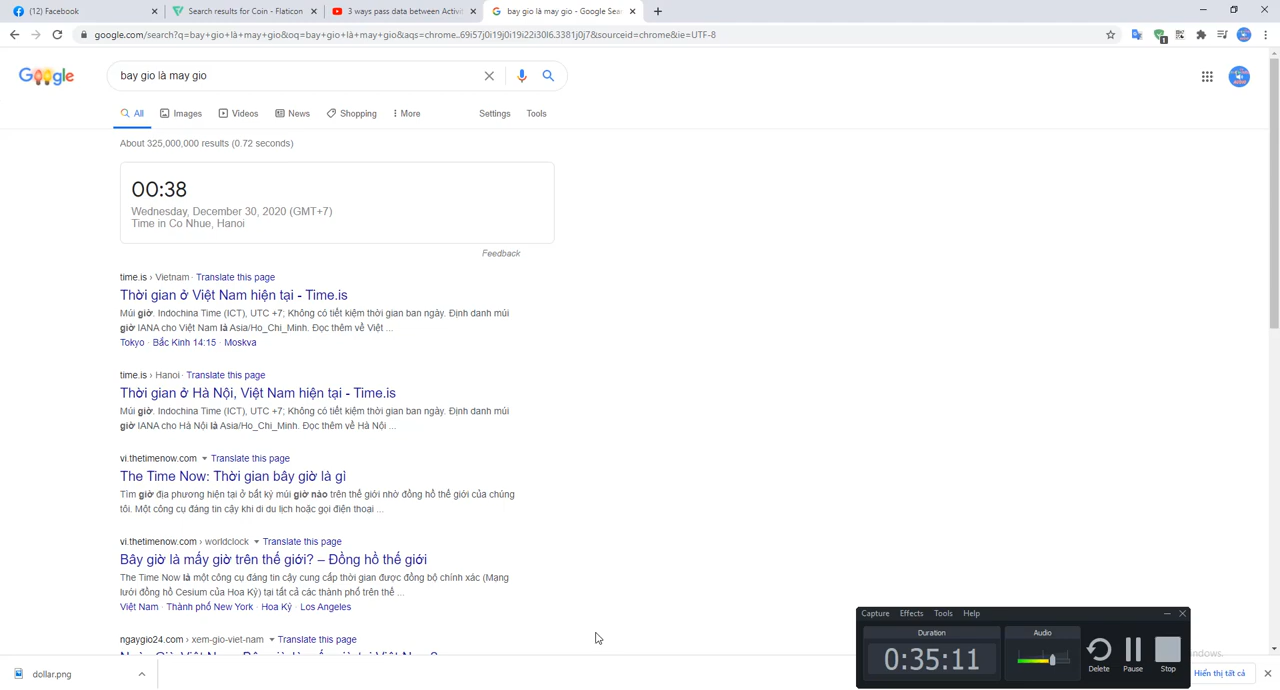 (12) Facebook
Search results for Coin - Flaticon
3 ways pass data between Activit
bay gio là may gio - Google Sea
google.com/search?q=bay+gio+là+may+gio&oq=bay+gio+là+may+gio&aqs=chrome..69i57j0i19j0i19i22i30l6.3381j0j7&sourceid=chrome&ie=UTF-8
1
Google
bay gio là may gio
All
Images
Videos
News
Shopping
More
Settings
Tools
About 325,000,000 results (0.72 seconds)
00:38
Wednesday, December 30, 2020 (GMT+7)
Time in Co Nhue, Hanoi
Feedback
time.is › Vietnam · Translate this page
Thời gian ở Việt Nam hiện tại - Time.is
Múi giờ. Indochina Time (ICT), UTC +7; Không có tiết kiệm thời gian ban ngày. Định danh múi
giờ IANA cho Việt Nam là Asia/Ho_Chi_Minh. Đọc thêm về Việt ...
Tokyo · Bắc Kinh 14:15 · Moskva
time.is › Hanoi · Translate this page
Thời gian ở Hà Nội, Việt Nam hiện tại - Time.is
Múi giờ. Indochina Time (ICT), UTC +7; Không có tiết kiệm thời gian ban ngày. Định danh múi
giờ IANA cho Hà Nội là Asia/Ho_Chi_Minh. Đọc thêm về Hà Nội ...
vi.thetimenow.com ▾ Translate this page
The Time Now: Thời gian bây giờ là gì
Tìm giờ địa phương hiện tại ở bất kỳ múi giờ nào trên thế giới nhờ đồng hồ thế giới của chúng
tôi. Một công cụ đáng tin cậy khi di du lịch hoặc gọi điện thoại ...
vi.thetimenow.com › worldclock ▾ Translate this page
Bây giờ là mấy giờ trên thế giới? – Đồng hồ thế giới
The Time Now là một công cụ đáng tin cậy cung cấp thời gian được đồng bộ chính xác (Mạng
lưới đồng hồ Cesium của Hoa Kỳ) tại tất cả các thành phố trên thế ...
Việt Nam · Thành phố New York · Hoa Kỳ · Los Angeles
ngaygio24.com › xem-gio-viet-nam ▾ Translate this page
Capture
Effects
Tools
Help
Duration
0:35:11
Audio
Delete
Pause
Stop
dollar.png
Hiển thị tất cả